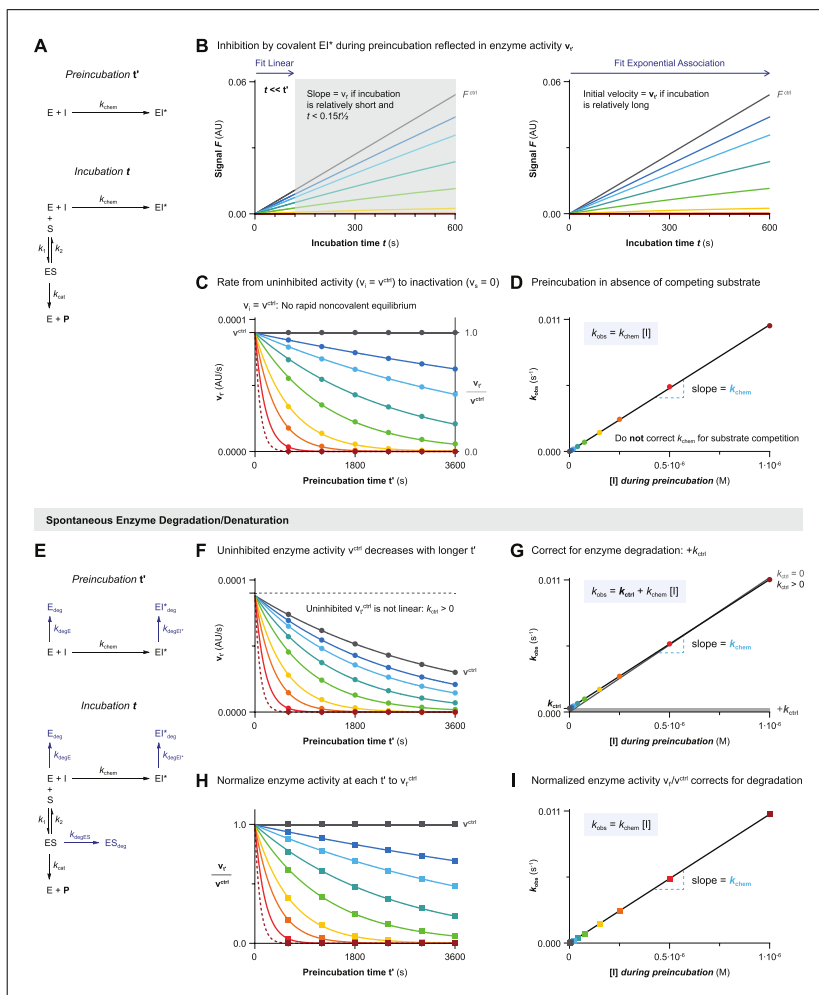 A
Preincubation t'
E + I
k_chem
EI*
Incubation t
E + I
k_chem
EI*
+
S
k_1
k_2
ES
k_cat
E + P
B Inhibition by covalent EI* during preincubation reflected in enzyme activity v_t'
Fit Linear
t << t'
Slope = v_t' if incubation
is relatively short and
t < 0.15t½
F^ctrl
0.06
Signal F (AU)
0.00
0
300
600
Incubation time t (s)
Fit Exponential Association
Initial velocity = v_t' if incubation
is relatively long
F^ctrl
0.06
Signal F (AU)
0.00
0
300
600
Incubation time t (s)
C Rate from uninhibited activity (v_i = v^ctrl) to inactivation (v_s = 0)
v_i = v^ctrl: No rapid noncovalent equilibrium
0.0001
v^ctrl
1.0
v_t' (AU/s)
v_t'
v^ctrl
0.0000
0.0
0
1800
3600
Preincubation time t' (s)
D Preincubation in absence of competing substrate
0.011
k_obs = k_chem [I]
k_obs (s⁻¹)
slope = k_chem
Do not correct k_chem for substrate competition
0.000
0
0.5·10⁻⁶
1·10⁻⁶
[I] during preincubation (M)
Spontaneous Enzyme Degradation/Denaturation
E
Preincubation t'
E_deg
EI*_deg
k_degE
k_degEI*
E + I
k_chem
EI*
Incubation t
E_deg
EI*_deg
k_degE
k_degEI*
E + I
k_chem
EI*
+
S
k_1
k_2
k_degES
ES
ES_deg
k_cat
E + P
F Uninhibited enzyme activity v^ctrl decreases with longer t'
0.0001
Uninhibited v_t'^ctrl is not linear: k_ctrl > 0
v_t' (AU/s)
v^ctrl
0.0000
0
1800
3600
Preincubation time t' (s)
G Correct for enzyme degradation: +k_ctrl
0.011
k_ctrl = 0
k_ctrl > 0
k_obs = k_ctrl + k_chem [I]
k_obs (s⁻¹)
slope = k_chem
k_ctrl
0.000
+k_ctrl
0
0.5·10⁻⁶
1·10⁻⁶
[I] during preincubation (M)
H Normalize enzyme activity at each t' to v_t'^ctrl
1.0
v^ctrl
v_t'
v^ctrl
0.0
0
1800
3600
Preincubation time t' (s)
I Normalized enzyme activity v_t'/v^ctrl corrects for degradation
0.011
k_obs = k_chem [I]
k_obs (s⁻¹)
slope = k_chem
0.000
0
0.5·10⁻⁶
1·10⁻⁶
[I] during preincubation (M)